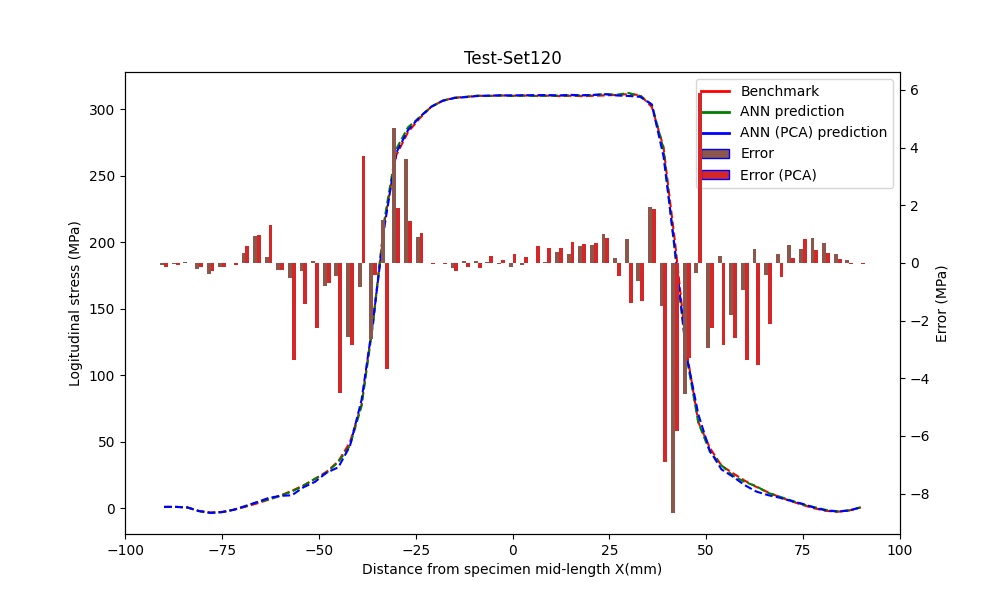 Test-Set120
Benchmark
ANN prediction
ANN (PCA) prediction
Error
Error (PCA)
Logitudinal stress (MPa)
300
250
200
150
100
50
0
6
4
2
0
−2
−4
−6
−8
Error (MPa)
−100 −75 −50 −25 0 25 50 75 100
Distance from specimen mid-length X(mm)